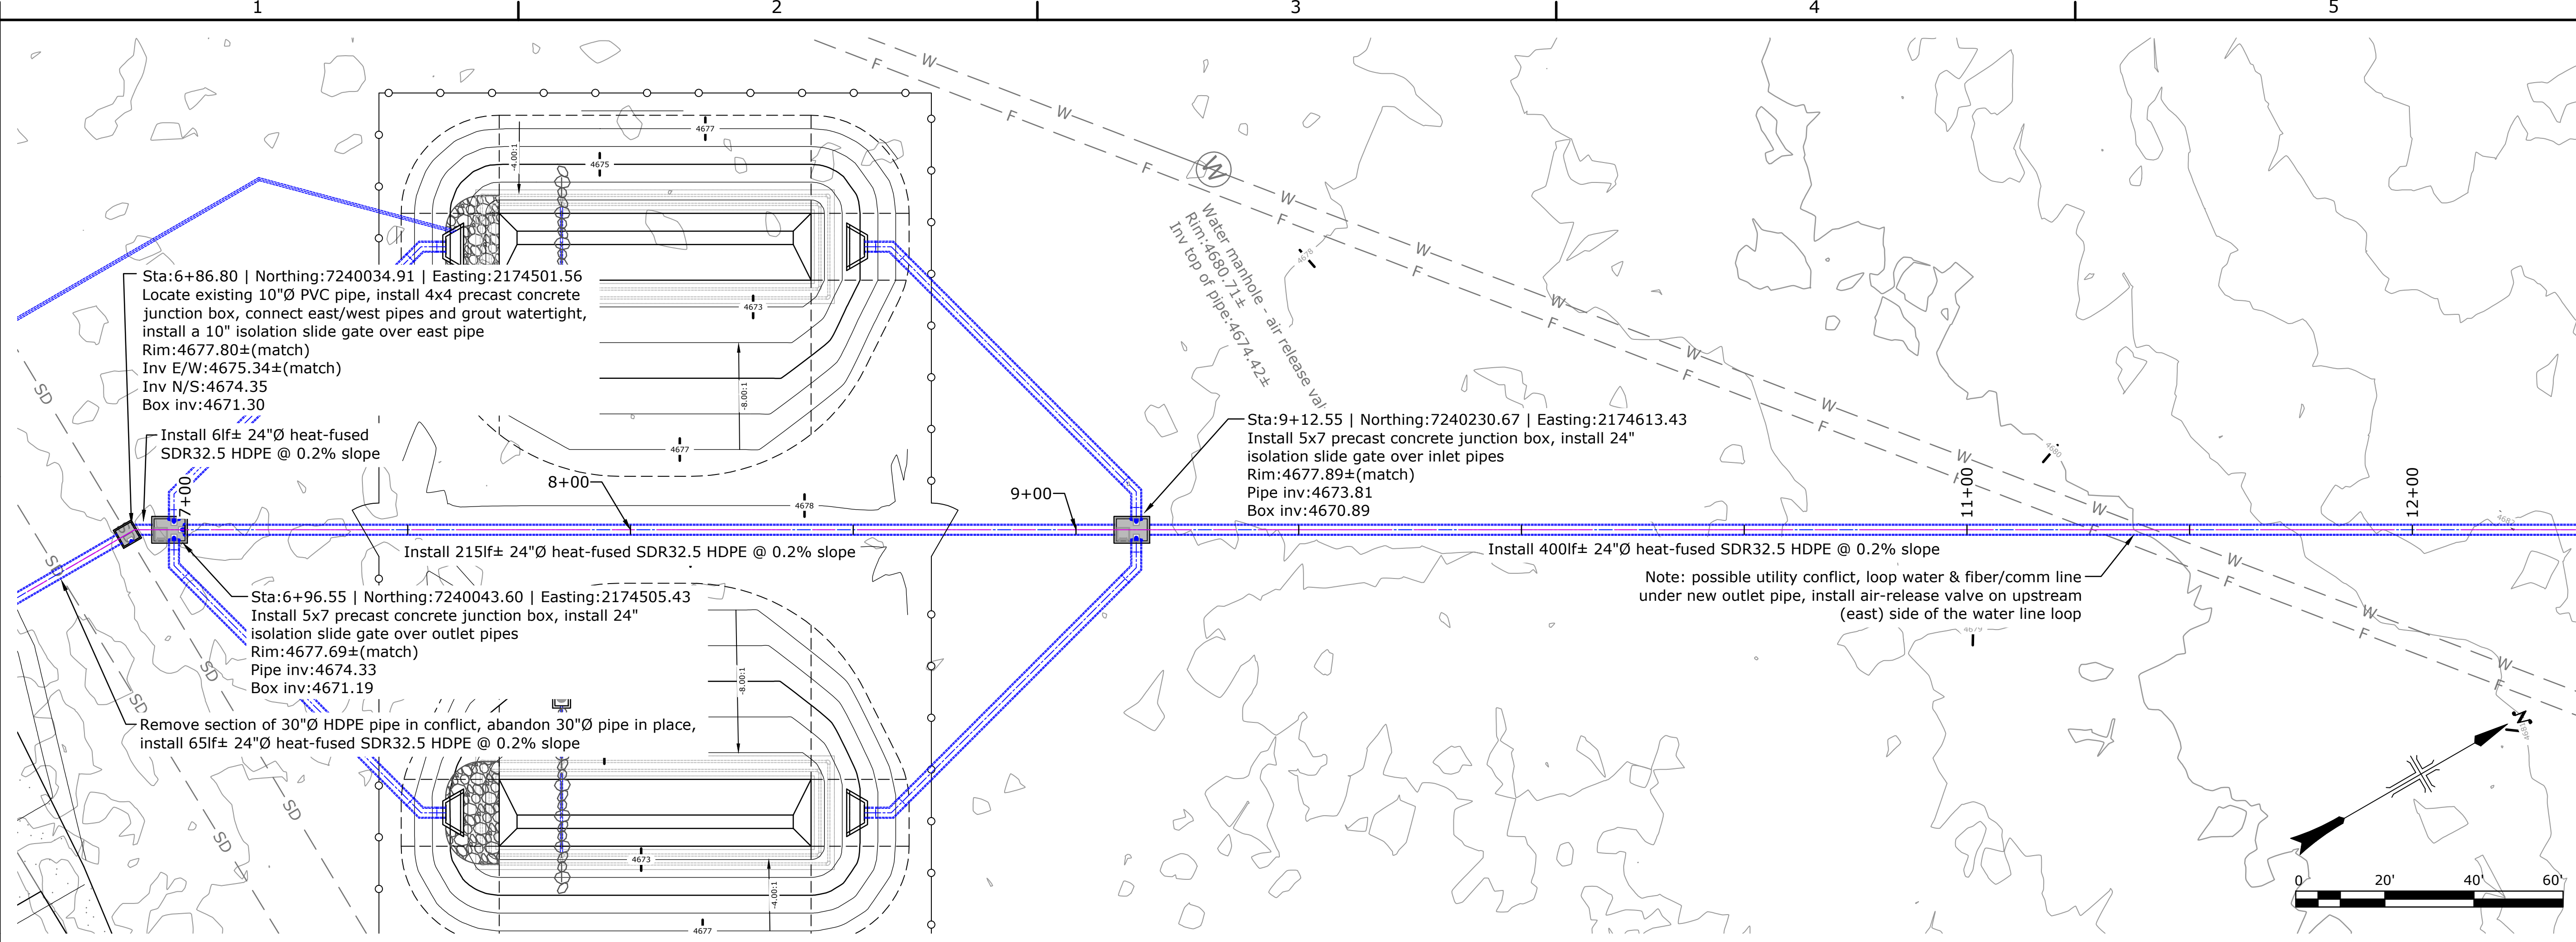 1
2
3
4
5
W
F
W
F
4677
-4.00:1
4675
F
W
W
W
F
W
F
Water manhole - air release val
Rim:4680.71±
Inv top of pipe:4674.42±
4678
Sta:6+86.80 | Northing:7240034.91 | Easting:2174501.56
Locate existing 10"Ø PVC pipe, install 4x4 precast concrete
junction box, connect east/west pipes and grout watertight,
install a 10" isolation slide gate over east pipe
Rim:4677.80±(match)
Inv E/W:4675.34±(match)
Inv N/S:4674.35
Box inv:4671.30
4673
-8.00:1
W
F
W
F
SD
W
F
Sta:9+12.55 | Northing:7240230.67 | Easting:2174613.43
Install 5x7 precast concrete junction box, install 24"
isolation slide gate over inlet pipes
Rim:4677.89±(match)
Pipe inv:4673.81
Box inv:4670.89
Install 6lf± 24"Ø heat-fused
SDR32.5 HDPE @ 0.2% slope
4677
4680
W
F
7+00
8+00
4678
9+00
11+00
12+00
W
F
Install 215lf± 24"Ø heat-fused SDR32.5 HDPE @ 0.2% slope
Install 400lf± 24"Ø heat-fused SDR32.5 HDPE @ 0.2% slope
SD
W
F
Note: possible utility conflict, loop water & fiber/comm line
under new outlet pipe, install air-release valve on upstream
(east) side of the water line loop
4679
Sta:6+96.55 | Northing:7240043.60 | Easting:2174505.43
Install 5x7 precast concrete junction box, install 24"
isolation slide gate over outlet pipes
Rim:4677.69±(match)
Pipe inv:4674.33
Box inv:4671.19
W
F
SD
SD
-8.00:1
W
F
Remove section of 30"Ø HDPE pipe in conflict, abandon 30"Ø pipe in place,
install 65lf± 24"Ø heat-fused SDR32.5 HDPE @ 0.2% slope
N
SD
SD
4673
-4.00:1
4677
0
20'
40'
60'